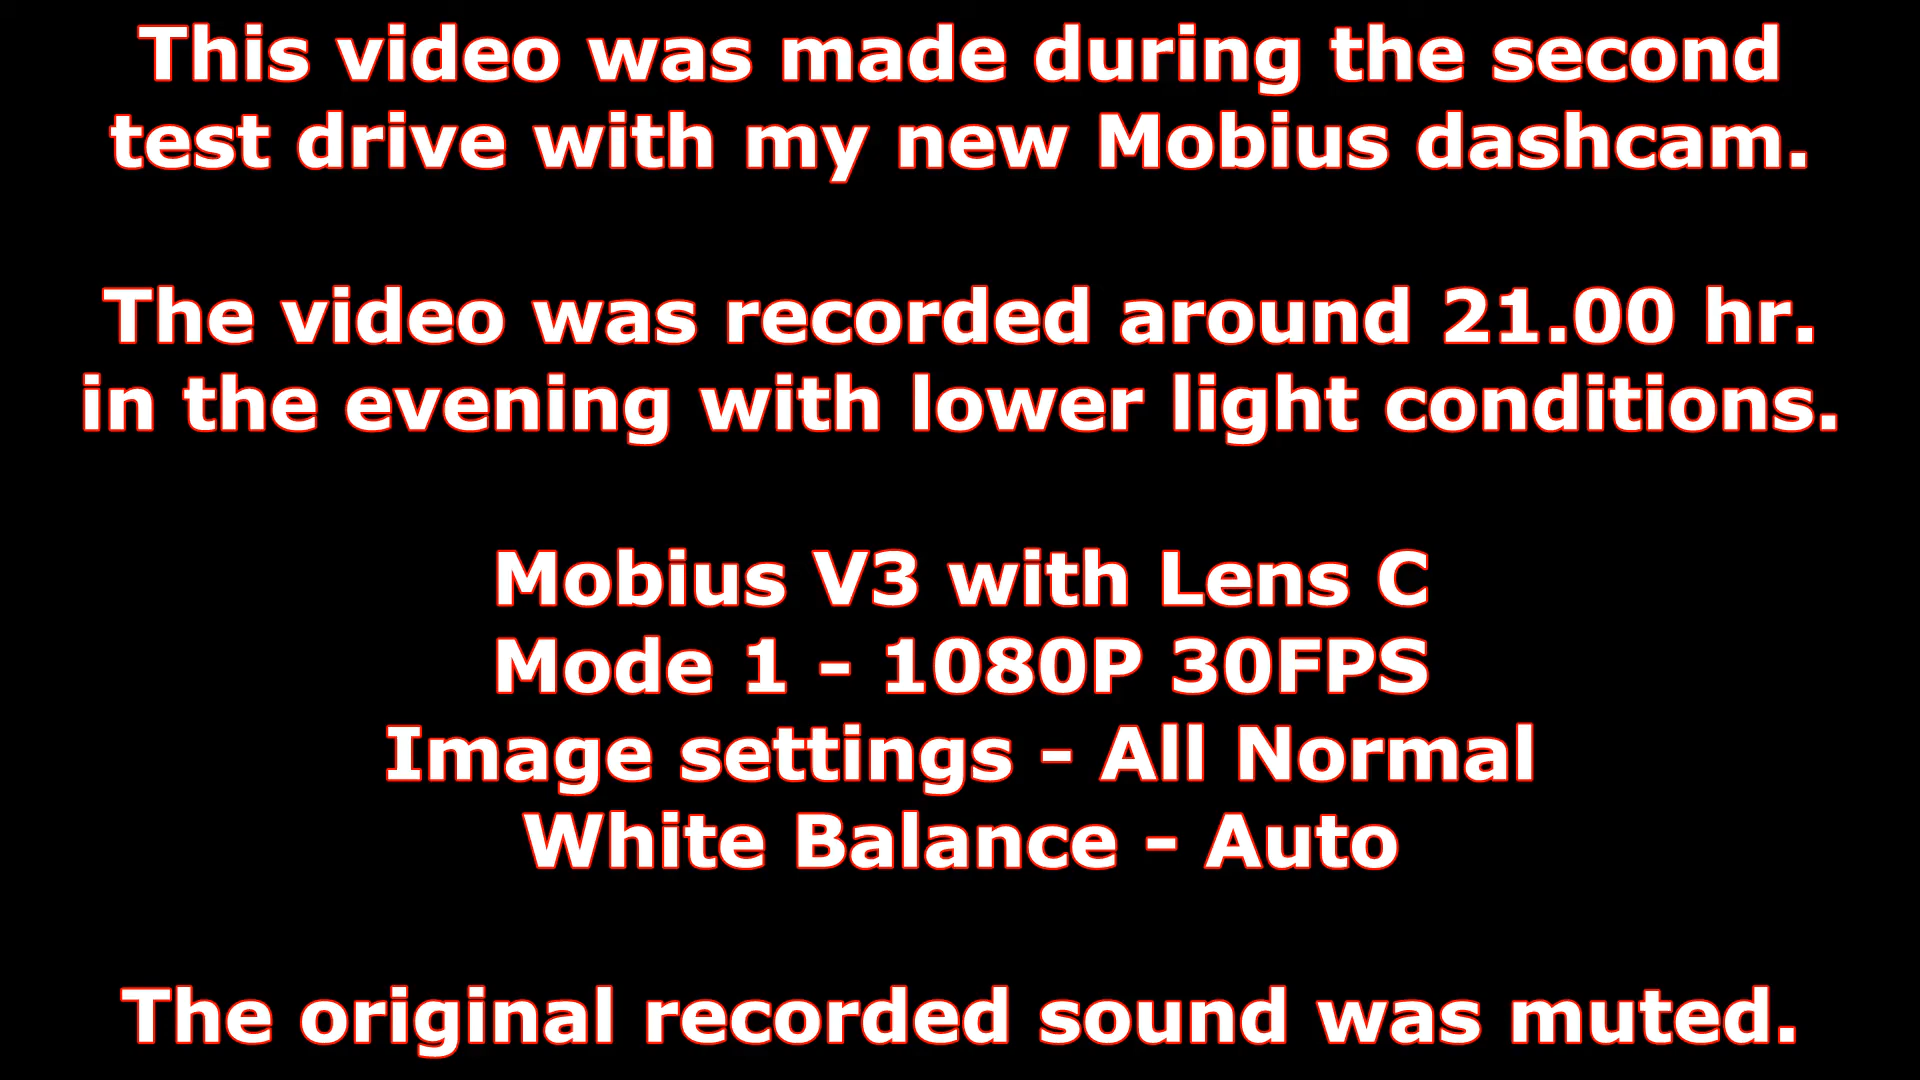 This video was made during the second
test drive with my new Mobius dashcam.
The video was recorded around 21.00 hr.
in the evening with lower light conditions.
Mobius V3 with Lens C
Mode 1 - 1080P 30FPS
Image settings - All Normal
White Balance - Auto
The original recorded sound was muted.